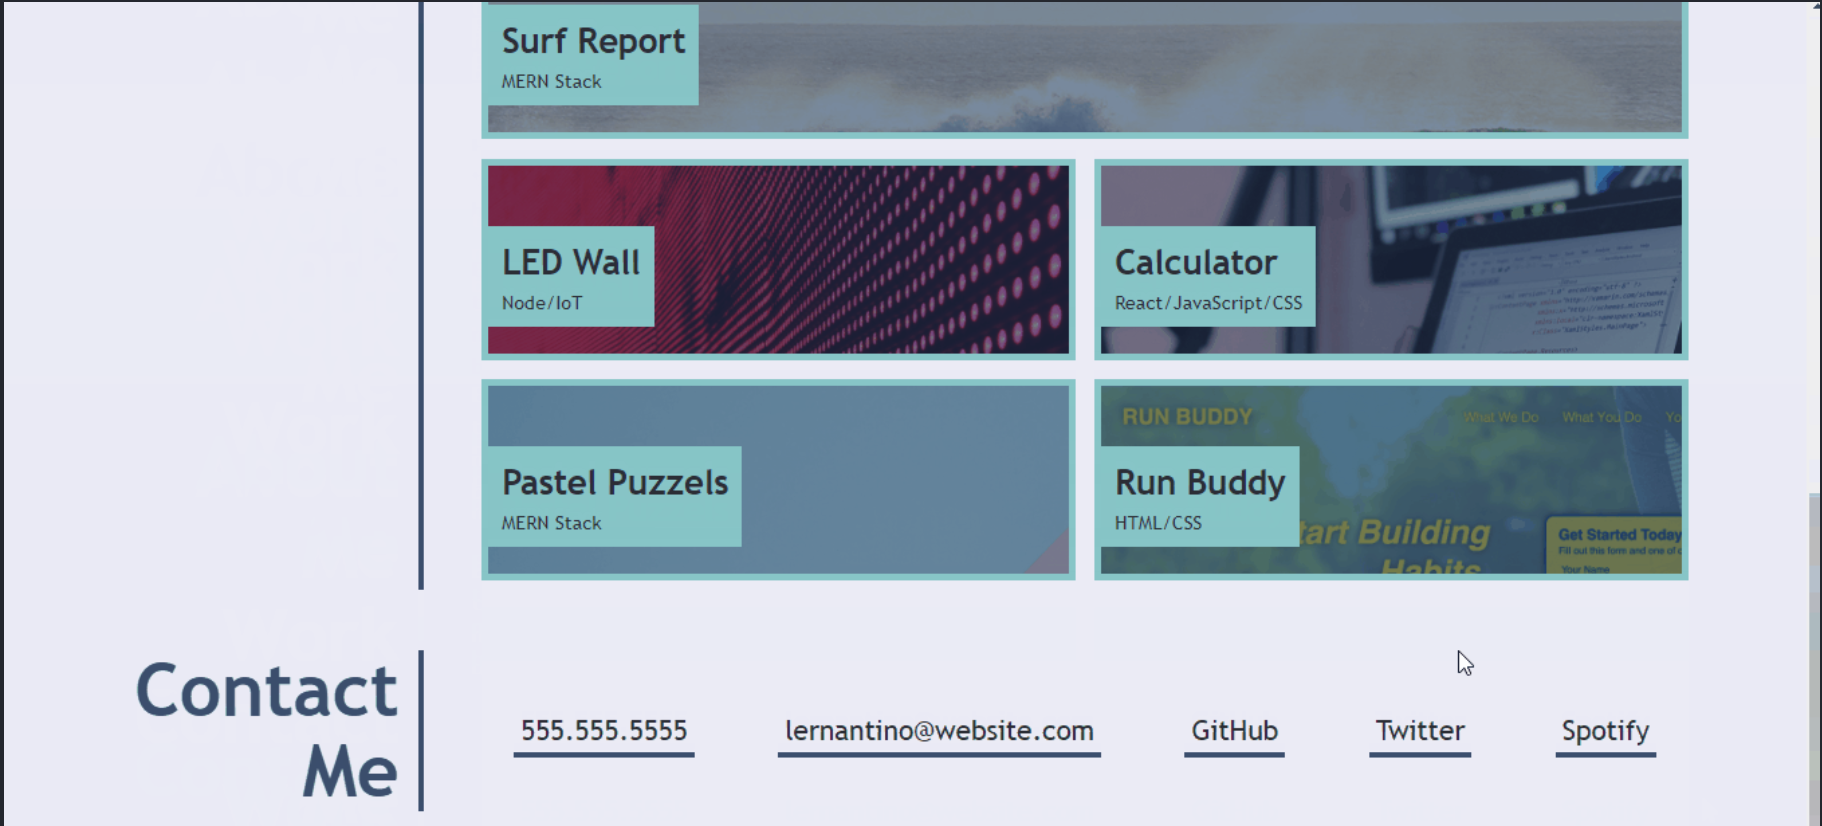 Surf Report
MERN Stack
LED Wall
Node/IoT
Calculator
React/JavaScript/CSS
Pastel Puzzels
MERN Stack
RUN BUDDY
What We Do What You Do Yo
Run Buddy
HTML/CSS
tart Building
Habits
Get Started Today
Fill out this form and one of
Your Name
Contact
Me
555.555.5555
lernantino@website.com
GitHub
Twitter
Spotify